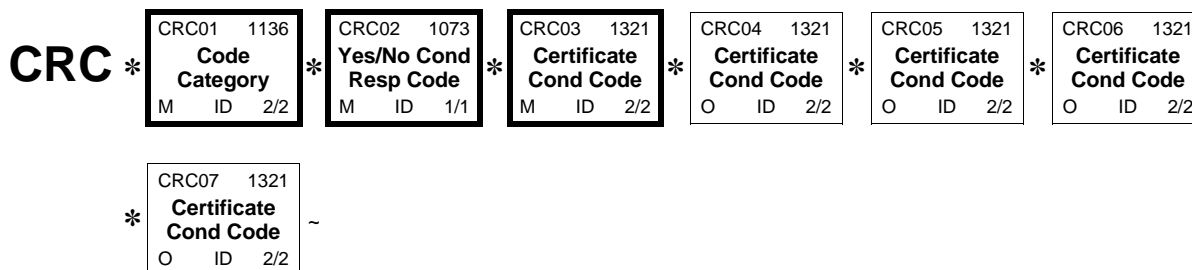 CRC01 1136 CRC02 1073 CRC03 1321 CRC04 1321 CRC05 1321 CRC06 1321
CRC * Code Category * Yes/No Cond Resp Code * Certificate Cond Code * Certificate Cond Code * Certificate Cond Code * Certificate Cond Code
M ID 2/2 M ID 1/1 M ID 2/2 O ID 2/2 O ID 2/2 O ID 2/2
CRC07 1321
* Certificate Cond Code ~
O ID 2/2